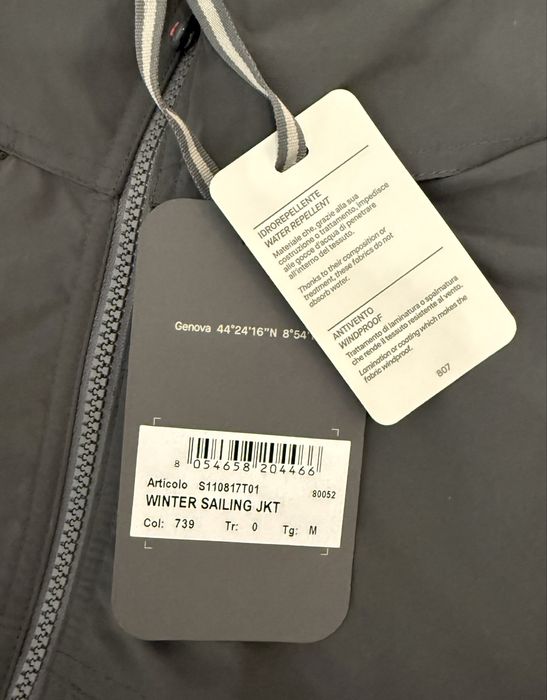 IDROREPELLENTE
WATER REPELLENT
Materiale che, grazie alla sua
costruzione o trattamento, impedisce
alle gocce d'acqua di penetrare
all'interno del tessuto.
Thanks to their composition or
treatment, these fabrics do not
absorb water.
ANTIVENTO
WINDPROOF
Trattamento di laminatura o spalmatura
che rende il tessuto resistente al vento.
Lamination or coating which makes the
fabric windproof.
807
Genova 44°24'16"N 8°54'
8 054658 204466
Articolo S110817T01
80052
WINTER SAILING JKT
Col: 739 Tr: 0 Tg: M